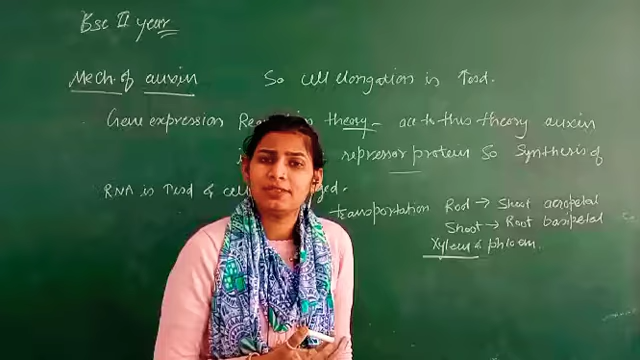 Bsc II year
Mech. of auxin So cell elongation is ↑sed.
Gene expression theory - acc to this theory auxin
repressor protein So Synthesis of
RNA is ↑sed & cell ged.
transportation Root → Shoot acropetal
Shoot → Root basipetal
Xylem & phloem.